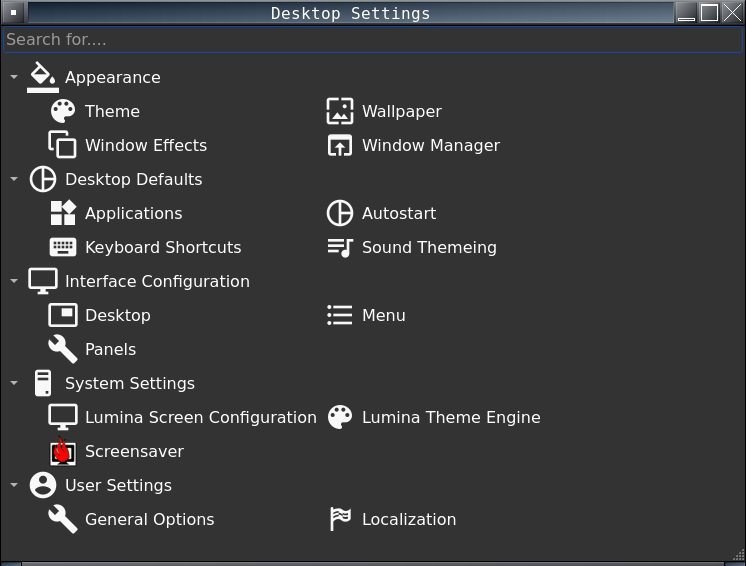 Desktop Settings
Search for....
Appearance
Theme Wallpaper
Window Effects Window Manager
Desktop Defaults
Applications Autostart
Keyboard Shortcuts Sound Themeing
Interface Configuration
Desktop Menu
Panels
System Settings
Lumina Screen Configuration Lumina Theme Engine
Screensaver
User Settings
General Options Localization